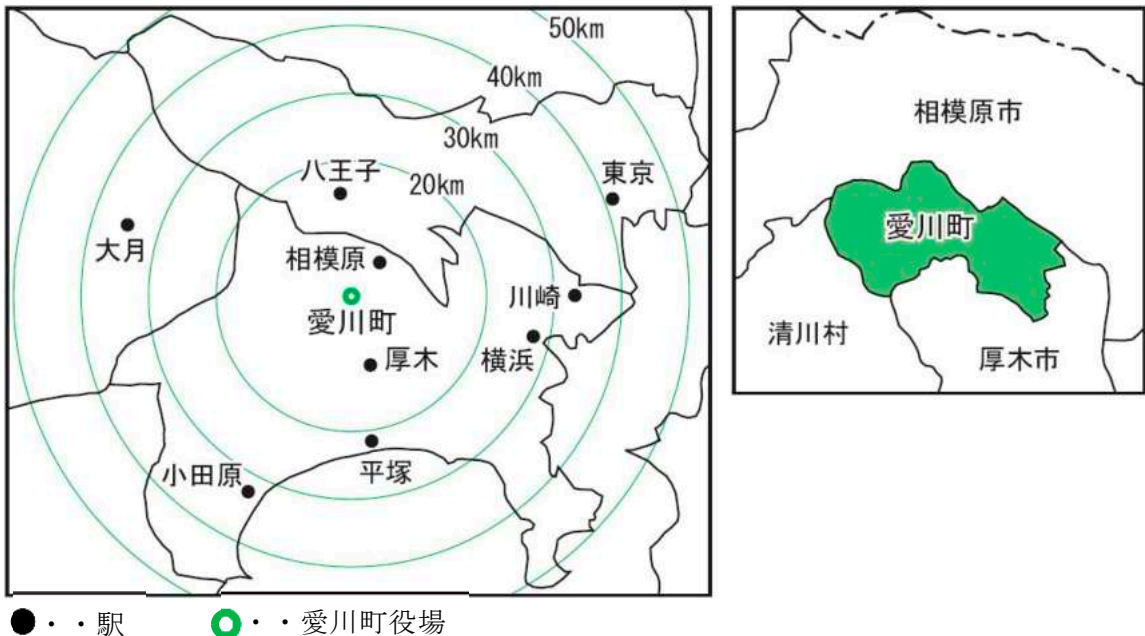 50km
40km
30km
20km
八王子
東京
大月
相模原
愛川町
川崎
横浜
厚木
小田原
平塚
相模原市
愛川町
清川村
厚木市
●・・駅
・・愛川町役場